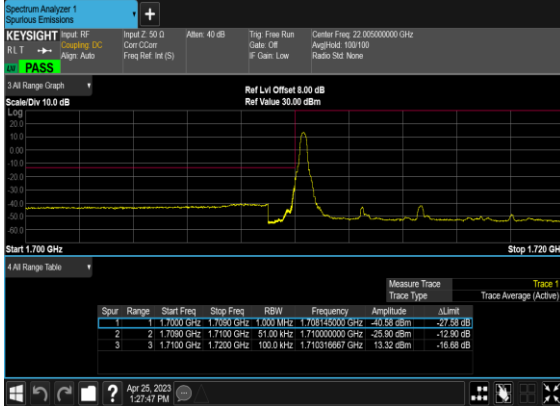 Spectrum Analyzer 1
Spurious Emissions
KEYSIGHT Input: RF Input Z: 50 Ω Atten: 40 dB Trig: Free Run Center Freq: 22.005000000 GHz
RLT Coupling: DC Corr CCorr Gate: Off Avg|Hold: 100/100
Align: Auto Freq Ref: Int (S) IF Gain: Low Radio Std: None
PASS
3 All Range Graph
Ref Lvl Offset 8.00 dB
Scale/Div 10.0 dB Ref Value 30.00 dBm
Log
20.0
10.0
0.00
-10.0
-20.0
-30.0
-40.0
-50.0
-60.0
Start 1.700 GHz Stop 1.720 GH
4 All Range Table
Measure Trace Trace 1
Trace Type Trace Average (Active)
Spur Range Start Freq Stop Freq RBW Frequency Amplitude ΔLimit
1 1 1.7000 GHz 1.7090 GHz 1.000 MHz 1.708145000 GHz -40.58 dBm -27.58 dB
2 2 1.7090 GHz 1.7100 GHz 51.00 kHz 1.710000000 GHz -25.90 dBm -12.90 dB
3 3 1.7100 GHz 1.7200 GHz 100.0 kHz 1.710316667 GHz 13.32 dBm -16.68 dB
Apr 25, 2023
1:27:47 PM